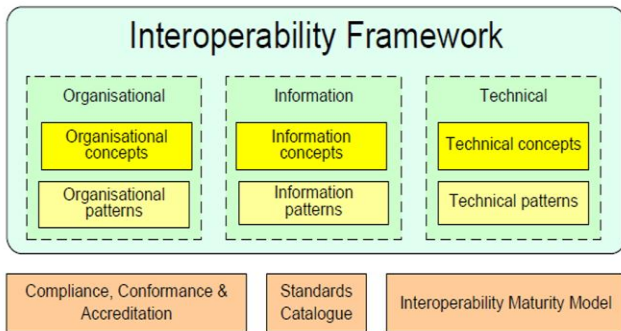 Interoperability Framework
Organisational
Organisational
concepts
Organisational
patterns
Information
Information
concepts
Information
patterns
Technical
Technical concepts
Technical patterns
Compliance, Conformance &
Accreditation
Standards
Catalogue
Interoperability Maturity Model